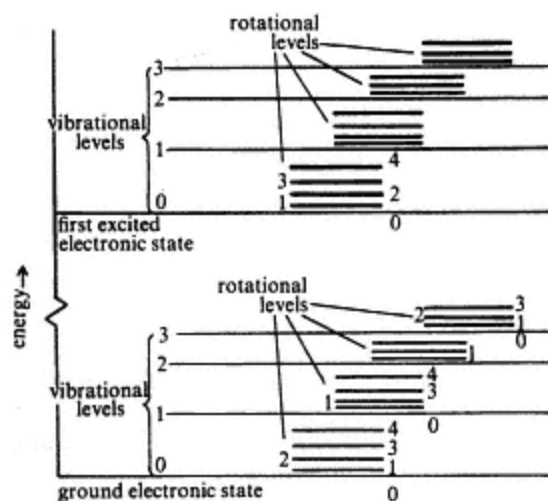 rotational
levels
3
2
vibrational
levels
1
4
3
2
0
1
first excited
electronic state
0
energy→
rotational
levels
3
2
3
1
0
2
1
vibrational
levels
4
3
1
1
0
4
3
2
0
1
ground electronic state
0